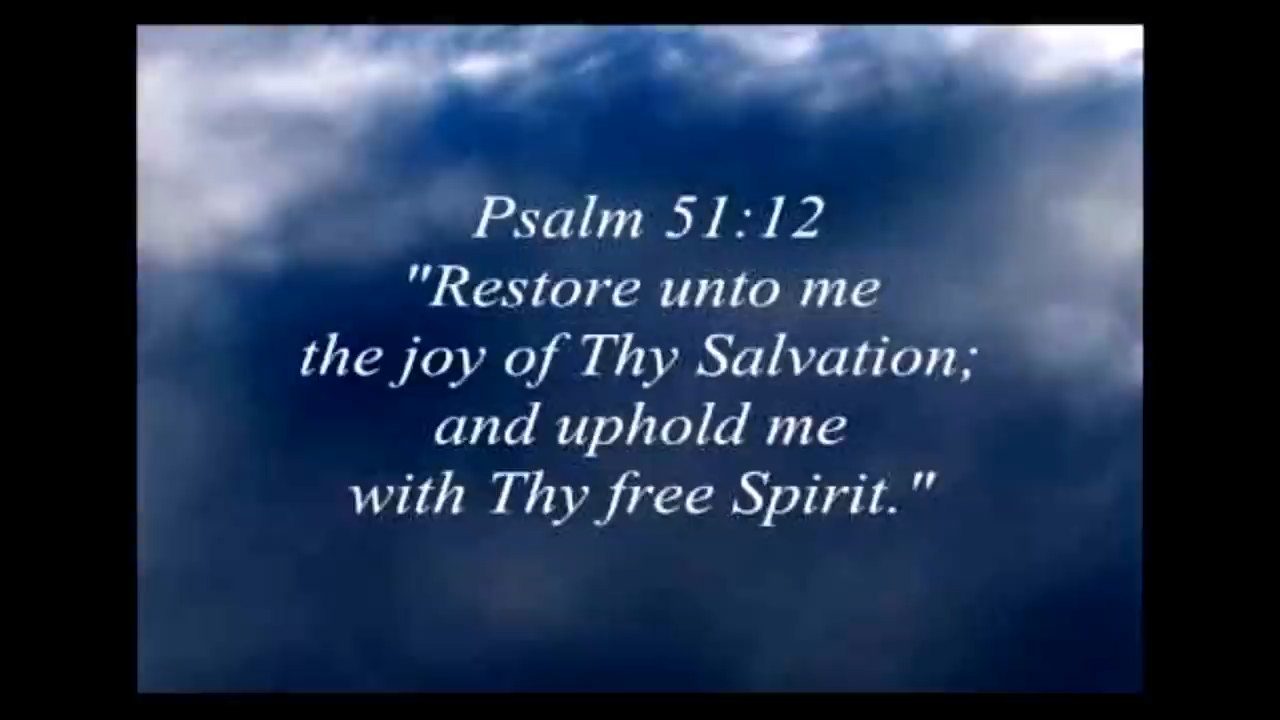 Psalm 51:12
"Restore unto me
the joy of Thy Salvation;
and uphold me
with Thy free Spirit."